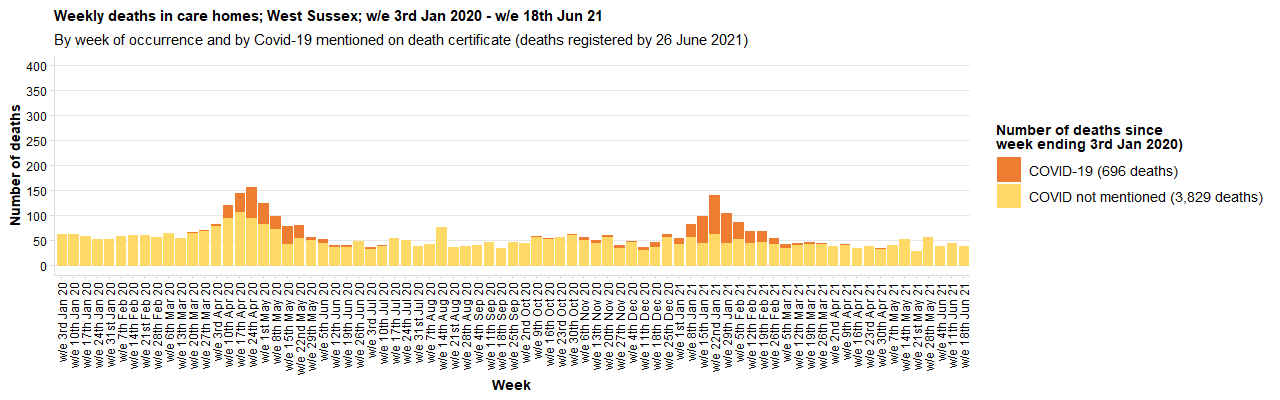 Weekly deaths in care homes; West Sussex; w/e 3rd Jan 2020 - w/e 18th Jun 21
By week of occurrence and by Covid-19 mentioned on death certificate (deaths registered by 26 June 2021)
Number of deaths
400
350
300
250
200
150
100
50
0
w/e 3rd Jan 20
w/e 10th Jan 20
w/e 17th Jan 20
w/e 24th Jan 20
w/e 31st Jan 20
w/e 7th Feb 20
w/e 14th Feb 20
w/e 21st Feb 20
w/e 28th Feb 20
w/e 6th Mar 20
w/e 13th Mar 20
w/e 20th Mar 20
w/e 27th Mar 20
w/e 3rd Apr 20
w/e 10th Apr 20
w/e 17th Apr 20
w/e 24th Apr 20
w/e 1st May 20
w/e 8th May 20
w/e 15th May 20
w/e 22nd May 20
w/e 29th May 20
w/e 5th Jun 20
w/e 12th Jun 20
w/e 19th Jun 20
w/e 26th Jun 20
w/e 3rd Jul 20
w/e 10th Jul 20
w/e 17th Jul 20
w/e 24th Jul 20
w/e 31st Jul 20
w/e 7th Aug 20
w/e 14th Aug 20
w/e 21st Aug 20
w/e 28th Aug 20
w/e 4th Sep 20
w/e 11th Sep 20
w/e 18th Sep 20
w/e 25th Sep 20
w/e 2nd Oct 20
w/e 9th Oct 20
w/e 16th Oct 20
w/e 23rd Oct 20
w/e 30th Oct 20
w/e 6th Nov 20
w/e 13th Nov 20
w/e 20th Nov 20
w/e 27th Nov 20
w/e 4th Dec 20
w/e 11th Dec 20
w/e 18th Dec 20
w/e 25th Dec 20
w/e 1st Jan 21
w/e 8th Jan 21
w/e 15th Jan 21
w/e 22nd Jan 21
w/e 29th Jan 21
w/e 5th Feb 21
w/e 12th Feb 21
w/e 19th Feb 21
w/e 26th Feb 21
w/e 5th Mar 21
w/e 12th Mar 21
w/e 19th Mar 21
w/e 26th Mar 21
w/e 2nd Apr 21
w/e 9th Apr 21
w/e 16th Apr 21
w/e 23rd Apr 21
w/e 30th Apr 21
w/e 7th May 21
w/e 14th May 21
w/e 21st May 21
w/e 28th May 21
w/e 4th Jun 21
w/e 11th Jun 21
w/e 18th Jun 21
Week
Number of deaths since
week ending 3rd Jan 2020)
COVID-19 (696 deaths)
COVID not mentioned (3,829 deaths)